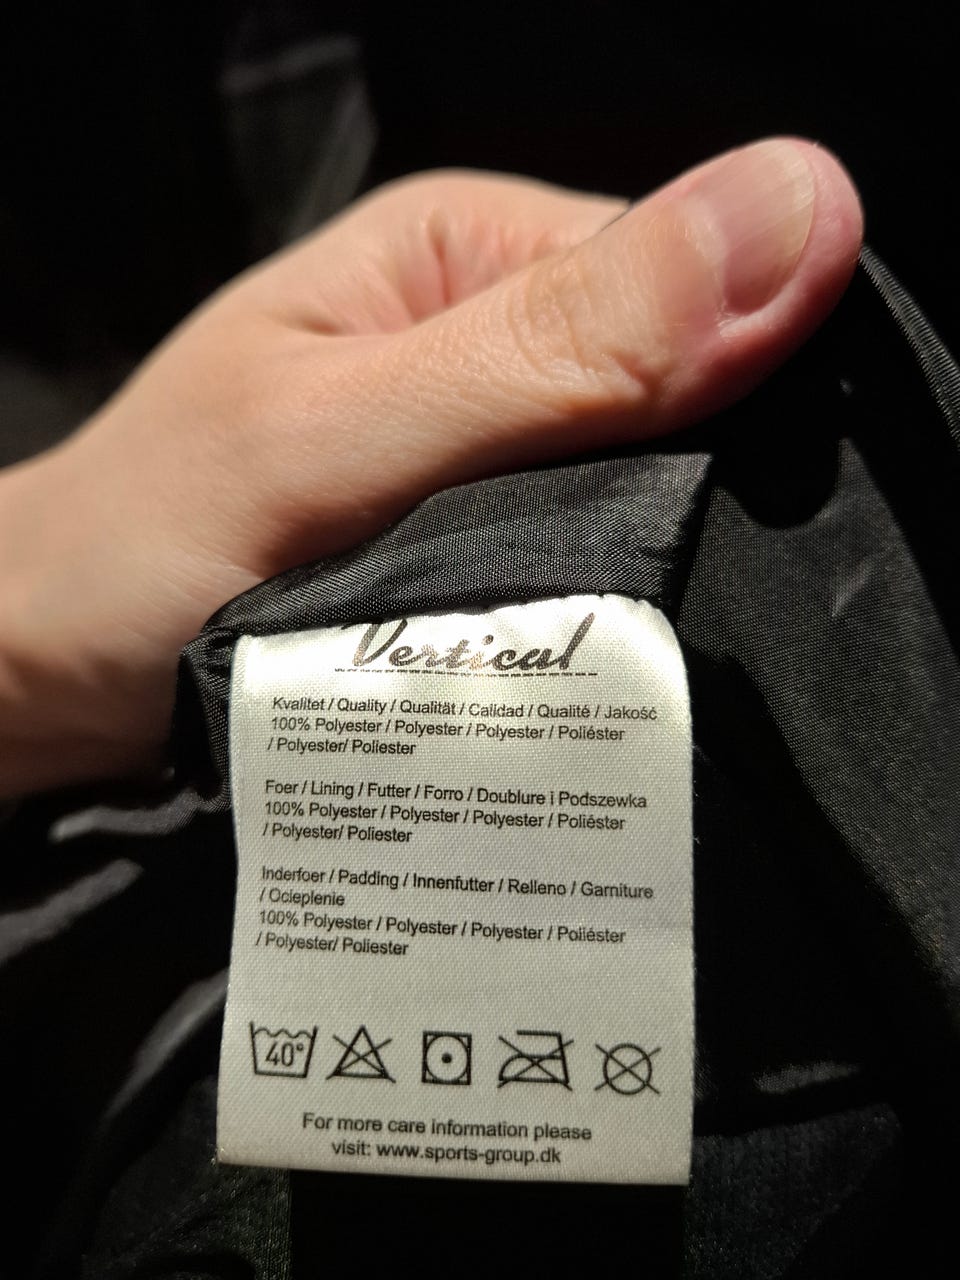 Vertical
Kvalitet / Quality / Qualität / Calidad / Qualité / Jakość
100% Polyester / Polyester / Polyester / Poliéster
/ Polyester/ Poliester
Foer / Lining / Futter / Forro / Doublure i Podszewka
100% Polyester / Polyester / Polyester / Poliéster
/ Polyester/ Poliester
Inderfoer / Padding / Innenfutter / Relleno / Garniture
/ Ocieplenie
100% Polyester / Polyester / Polyester / Poliéster
/ Polyester/ Poliester
40°
For more care information please
visit: www.sports-group.dk